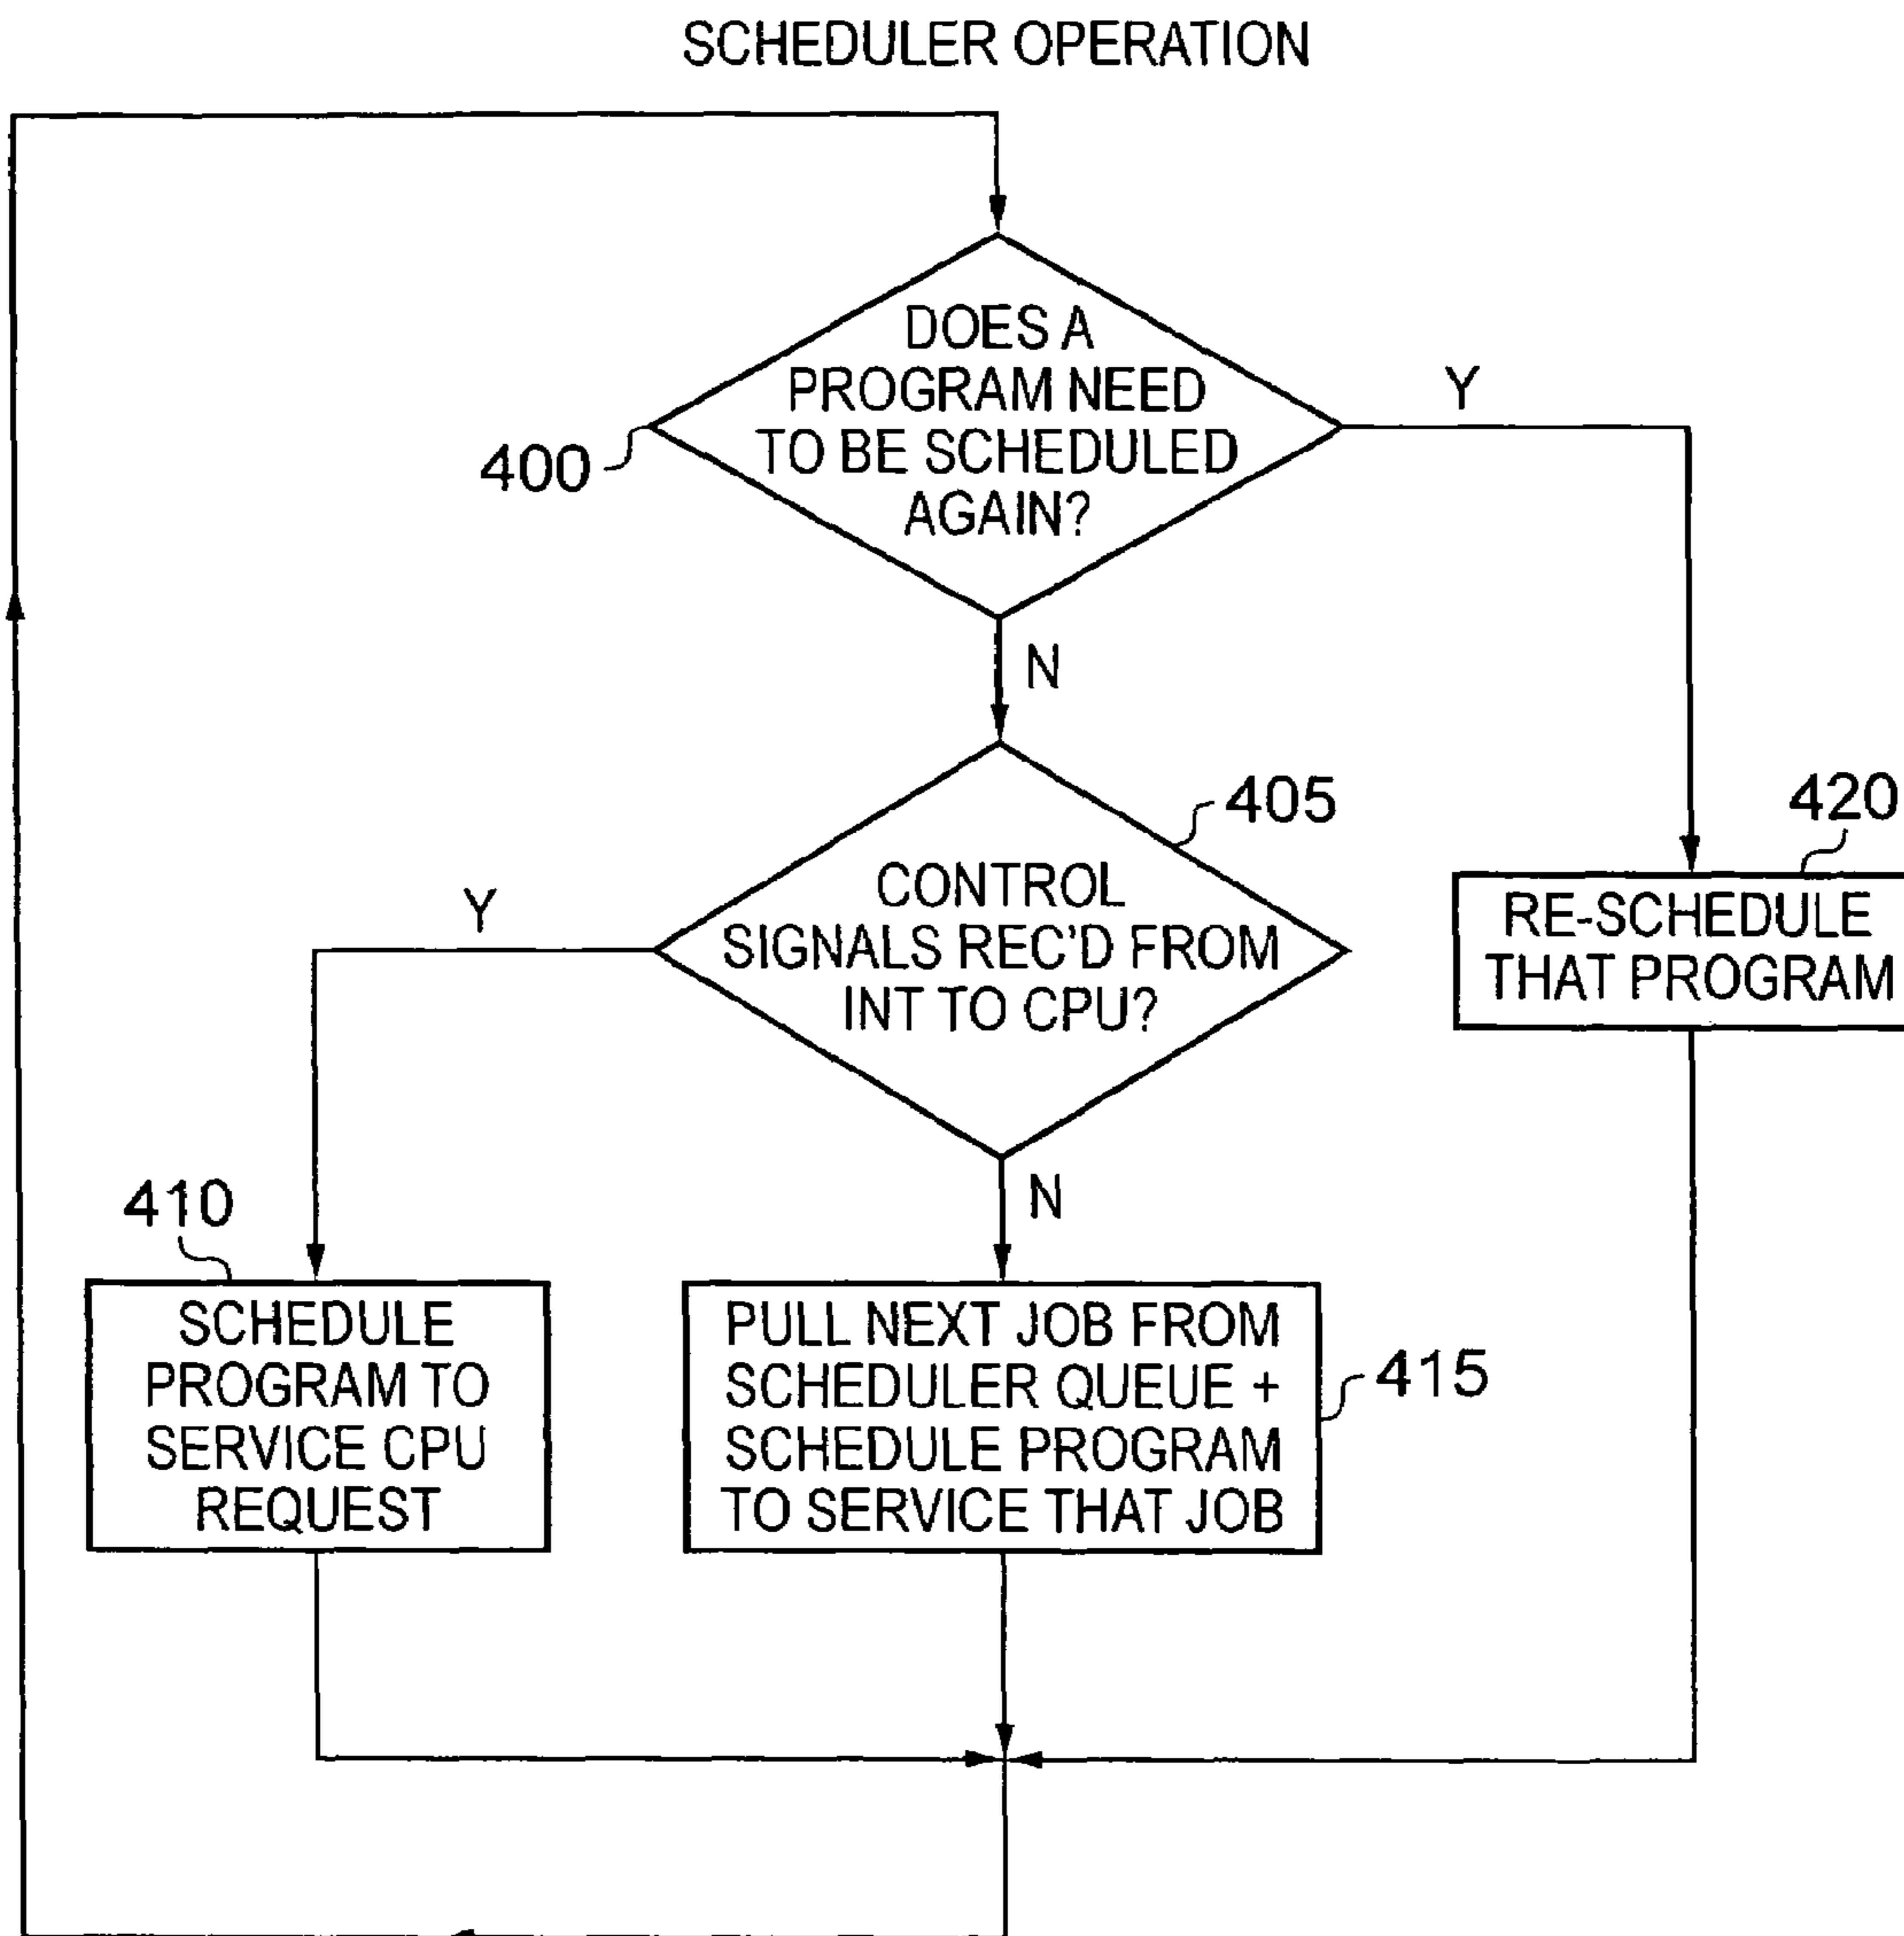 SCHEDULER OPERATION
DOES A
PROGRAM NEED
TO BE SCHEDULED
AGAIN?
400
Y
N
405
420
CONTROL
SIGNALS REC'D FROM
INT TO CPU?
Y
RE-SCHEDULE
THAT PROGRAM
N
410
SCHEDULE
PROGRAM TO
SERVICE CPU
REQUEST
PULL NEXT JOB FROM
SCHEDULER QUEUE +
SCHEDULE PROGRAM
TO SERVICE THAT JOB
415